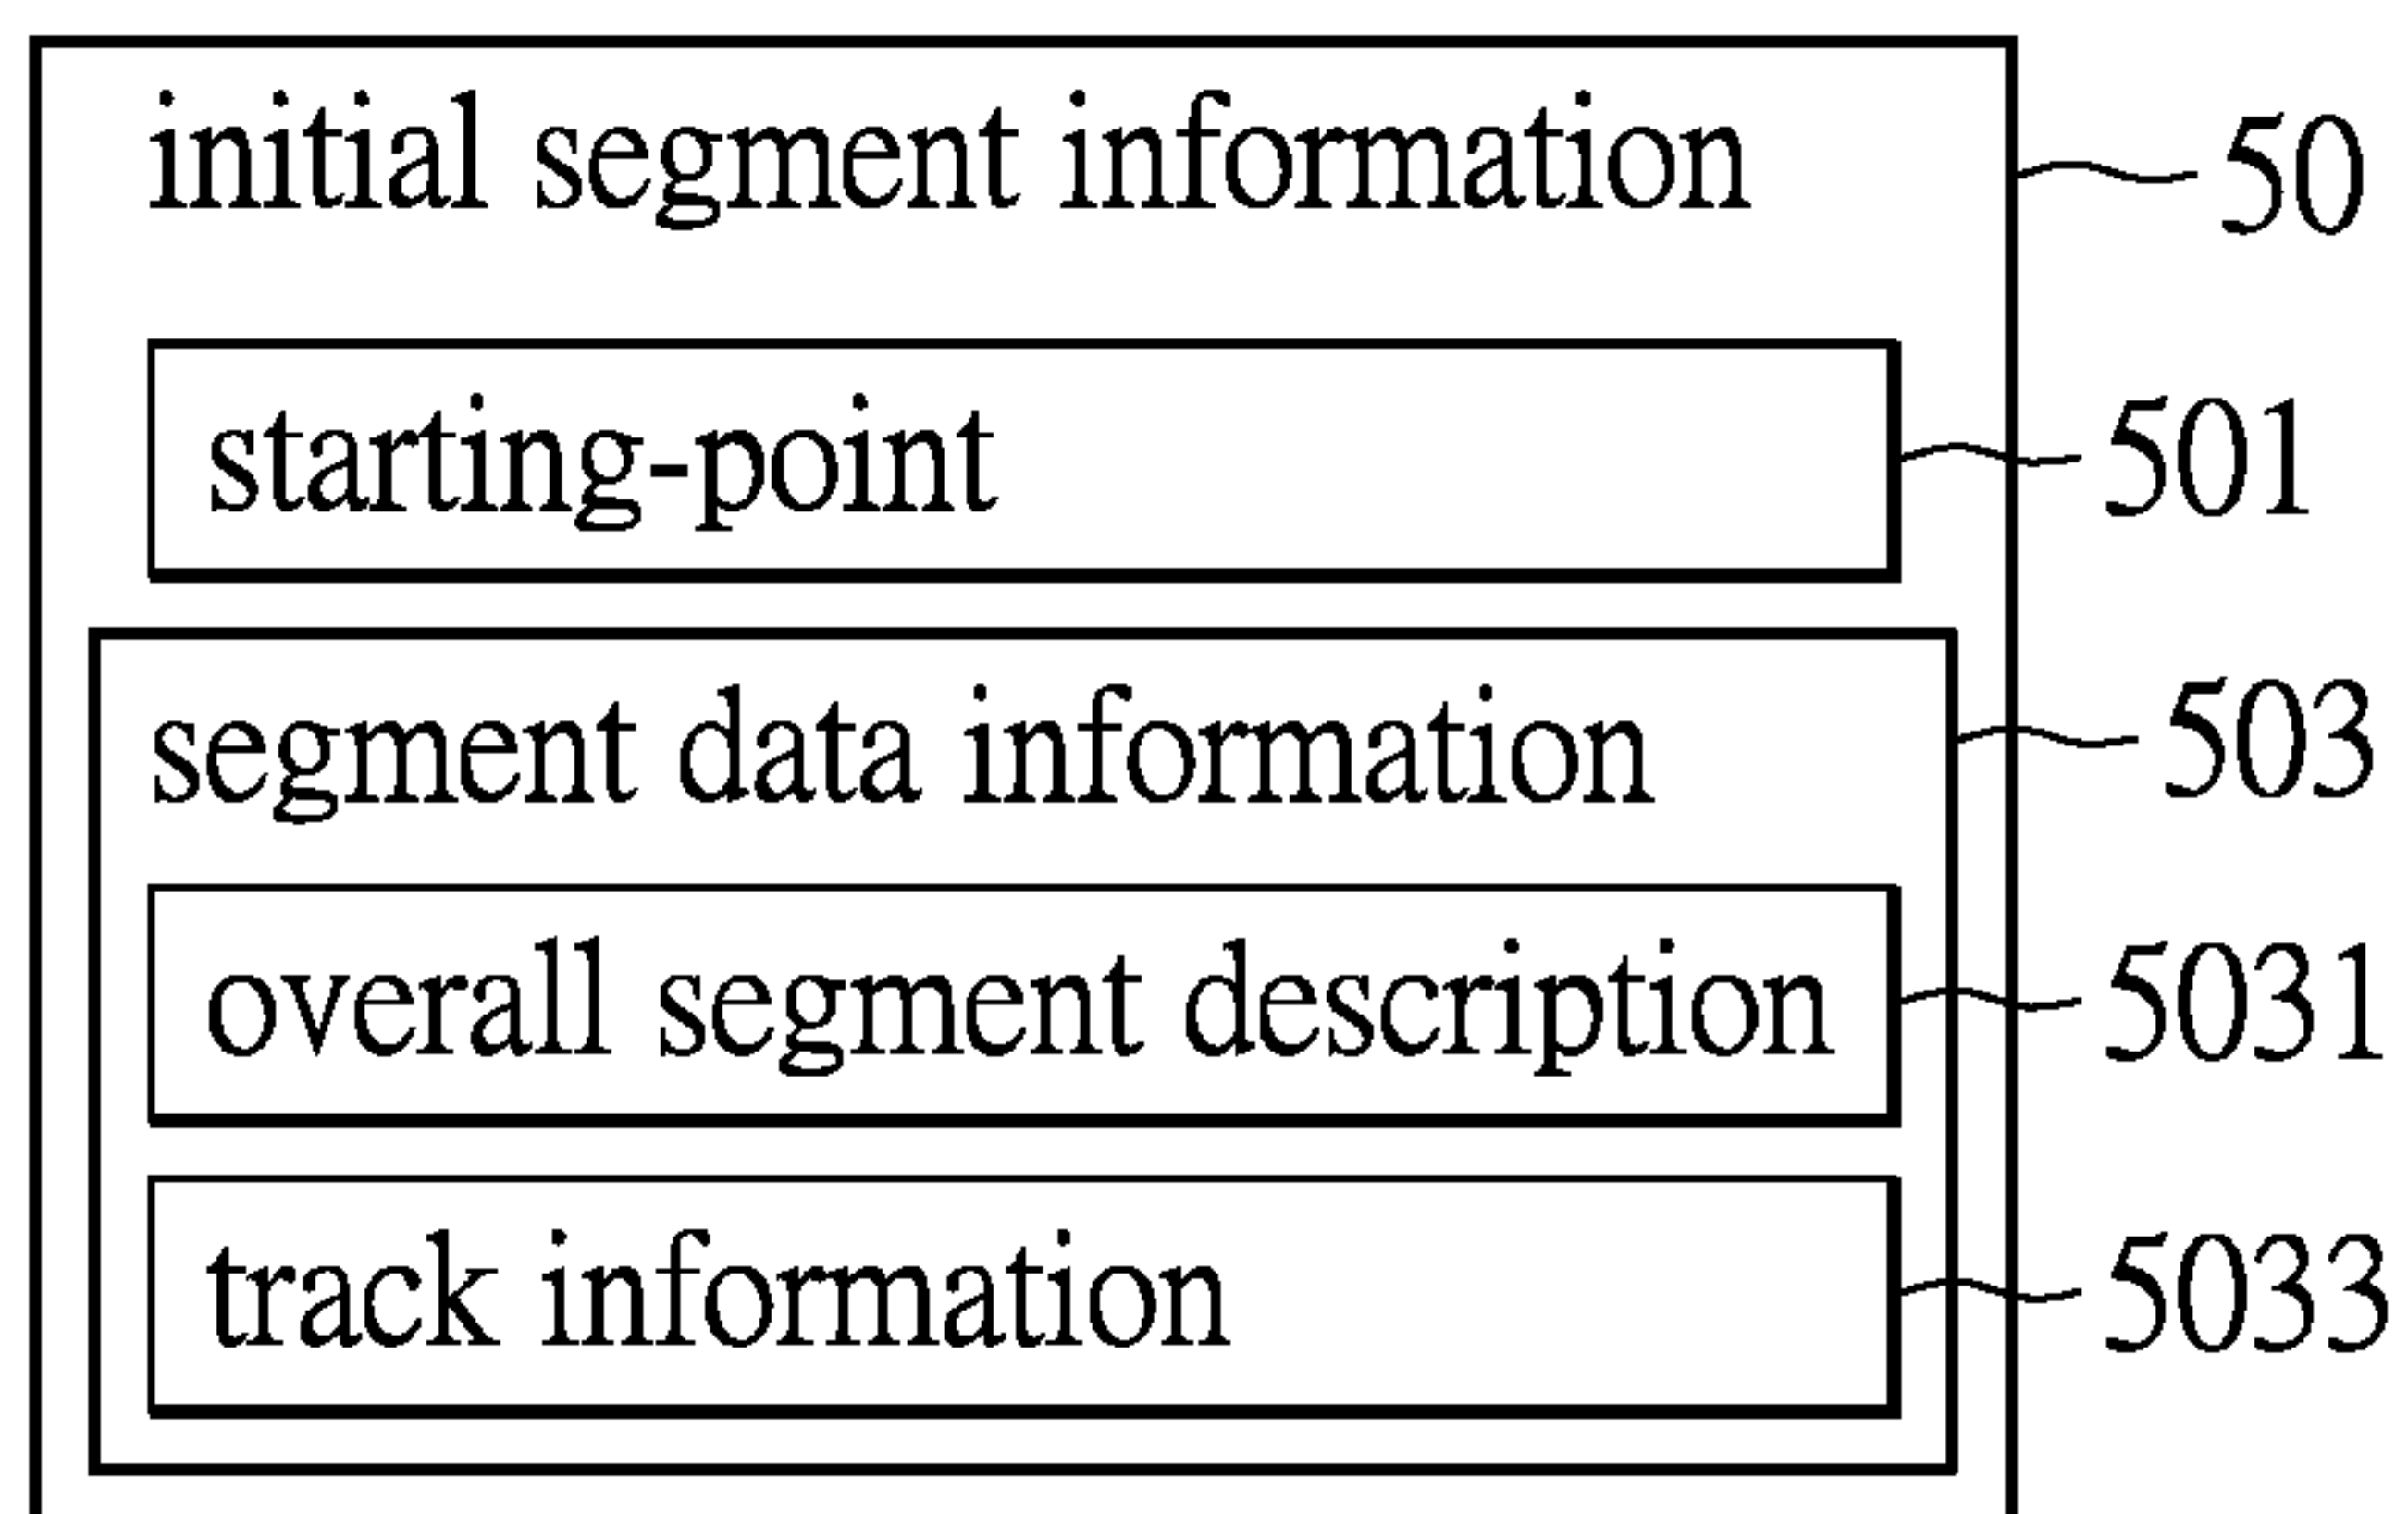 initial segment information 50
starting-point 501
segment data information 503
overall segment description 5031
track information 5033